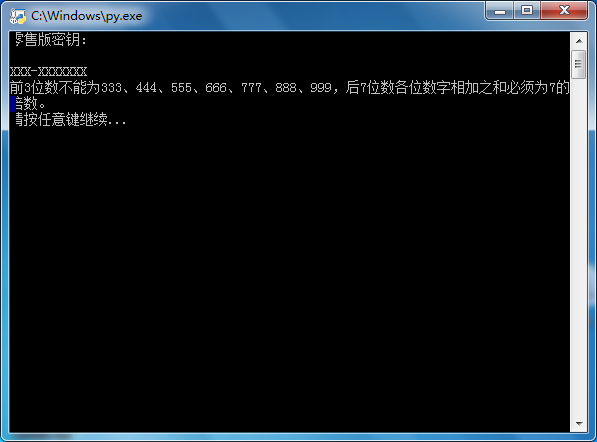 C:\Windows\py.exe
零售版密钥:
XXX-XXXXXXX
前3位数不能为333、444、555、666、777、888、999，后7位数各位数字相加之和必须为7的
倍数。
请按任意键继续...